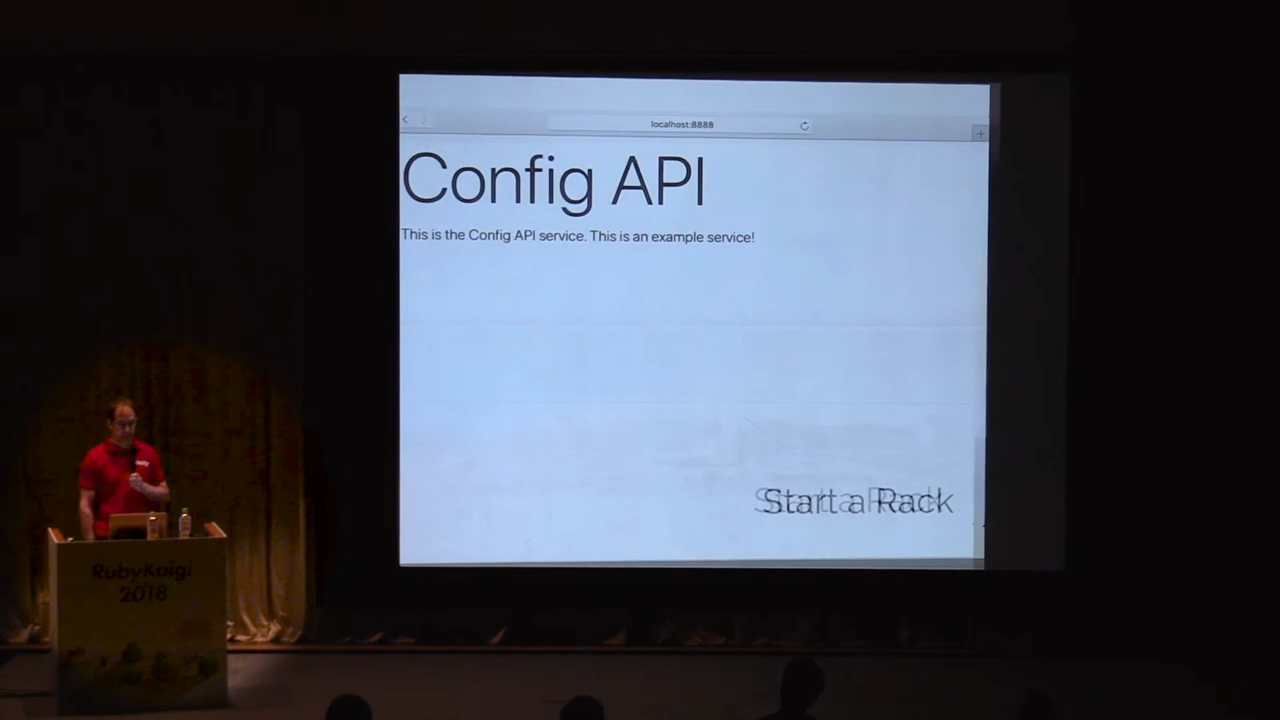 localhost:8888
Config API
This is the Config API service. This is an example service!
Start a Rack
RubyKaigi
2018